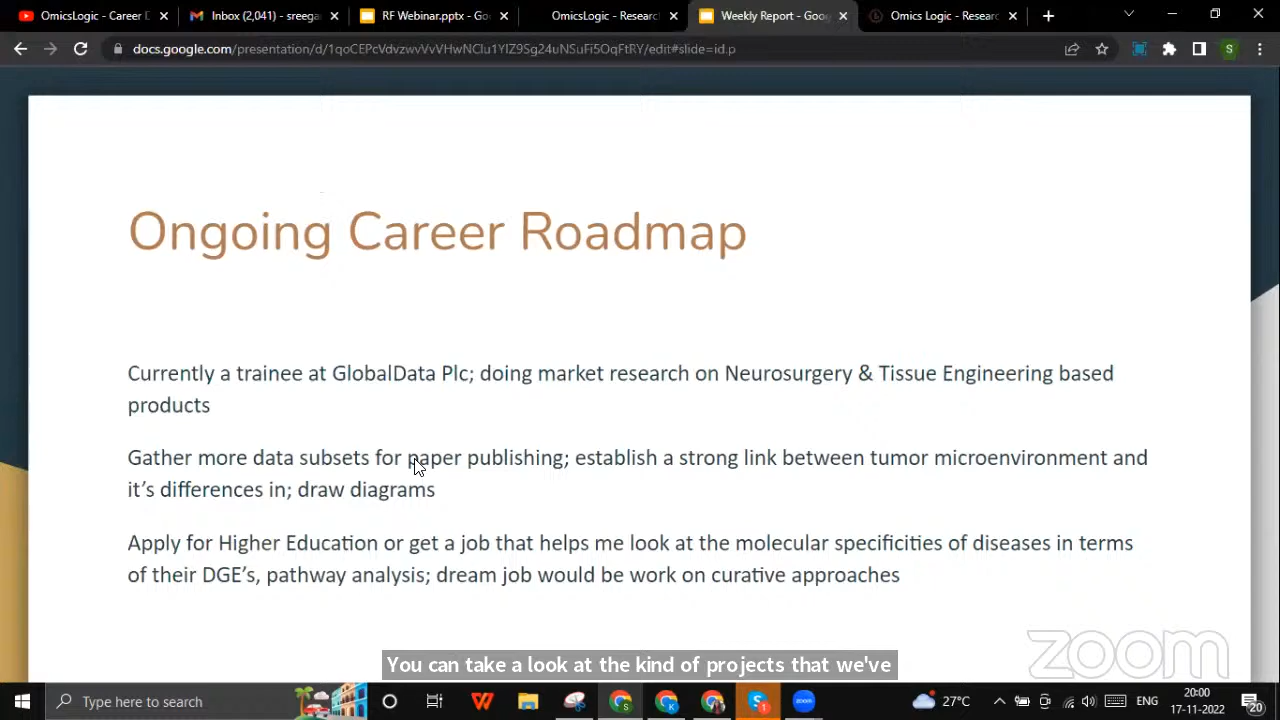 OmicsLogic - Career D
Inbox (2,041) - sreega
RF Webinar.pptx - Go
OmicsLogic - Researc
Weekly Report - Goog
Omics Logic - Researc
docs.google.com/presentation/d/1qoCEPcVdvzwvVvVHwNClu1YIZ9Sg24uNSuFi5OqFtRY/edit#slide=id.p
S
Ongoing Career Roadmap
Currently a trainee at GlobalData Plc; doing market research on Neurosurgery & Tissue Engineering based
products
Gather more data subsets for paper publishing; establish a strong link between tumor microenvironment and
it's differences in; draw diagrams
Apply for Higher Education or get a job that helps me look at the molecular specificities of diseases in terms
of their DGE's, pathway analysis; dream job would be work on curative approaches
zoom
You can take a look at the kind of projects that we've
Type here to search
27°C
ENG
20:00
17-11-2022
20